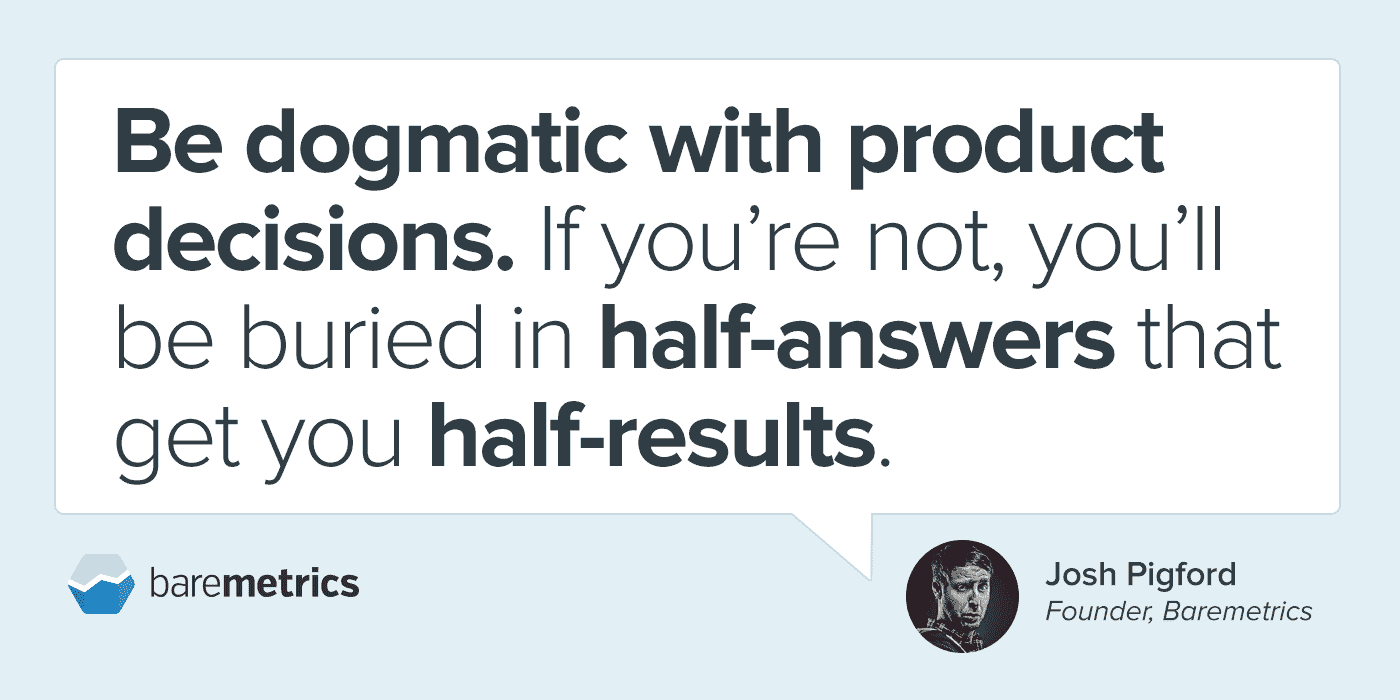 Be dogmatic with product
decisions. If you’re not, you’ll
be buried in half-answers that
get you half-results.
baremetrics
Josh Pigford
Founder, Baremetrics